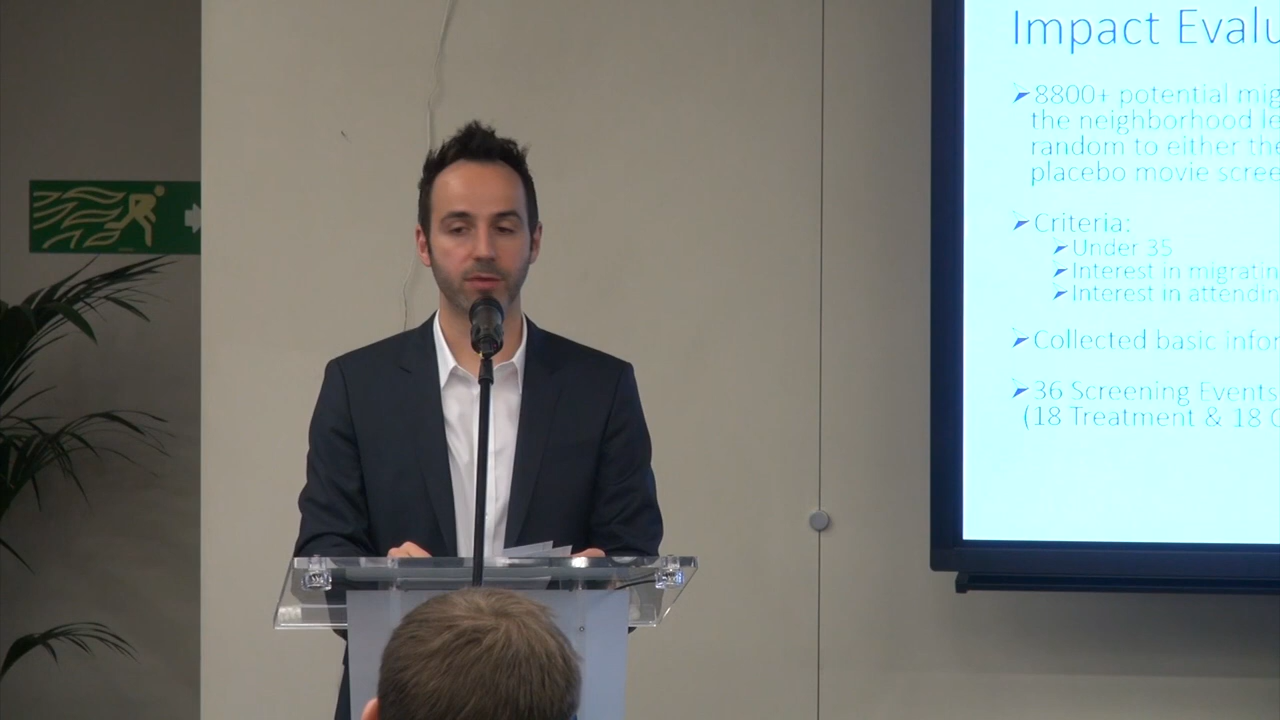 Impact Evalu
8800+ potential mig
the neighborhood le
random to either the
placebo movie scree
Criteria:
Under 35
Interest in migratin
Interest in attendin
Collected basic infor
36 Screening Events
(18 Treatment & 18 C